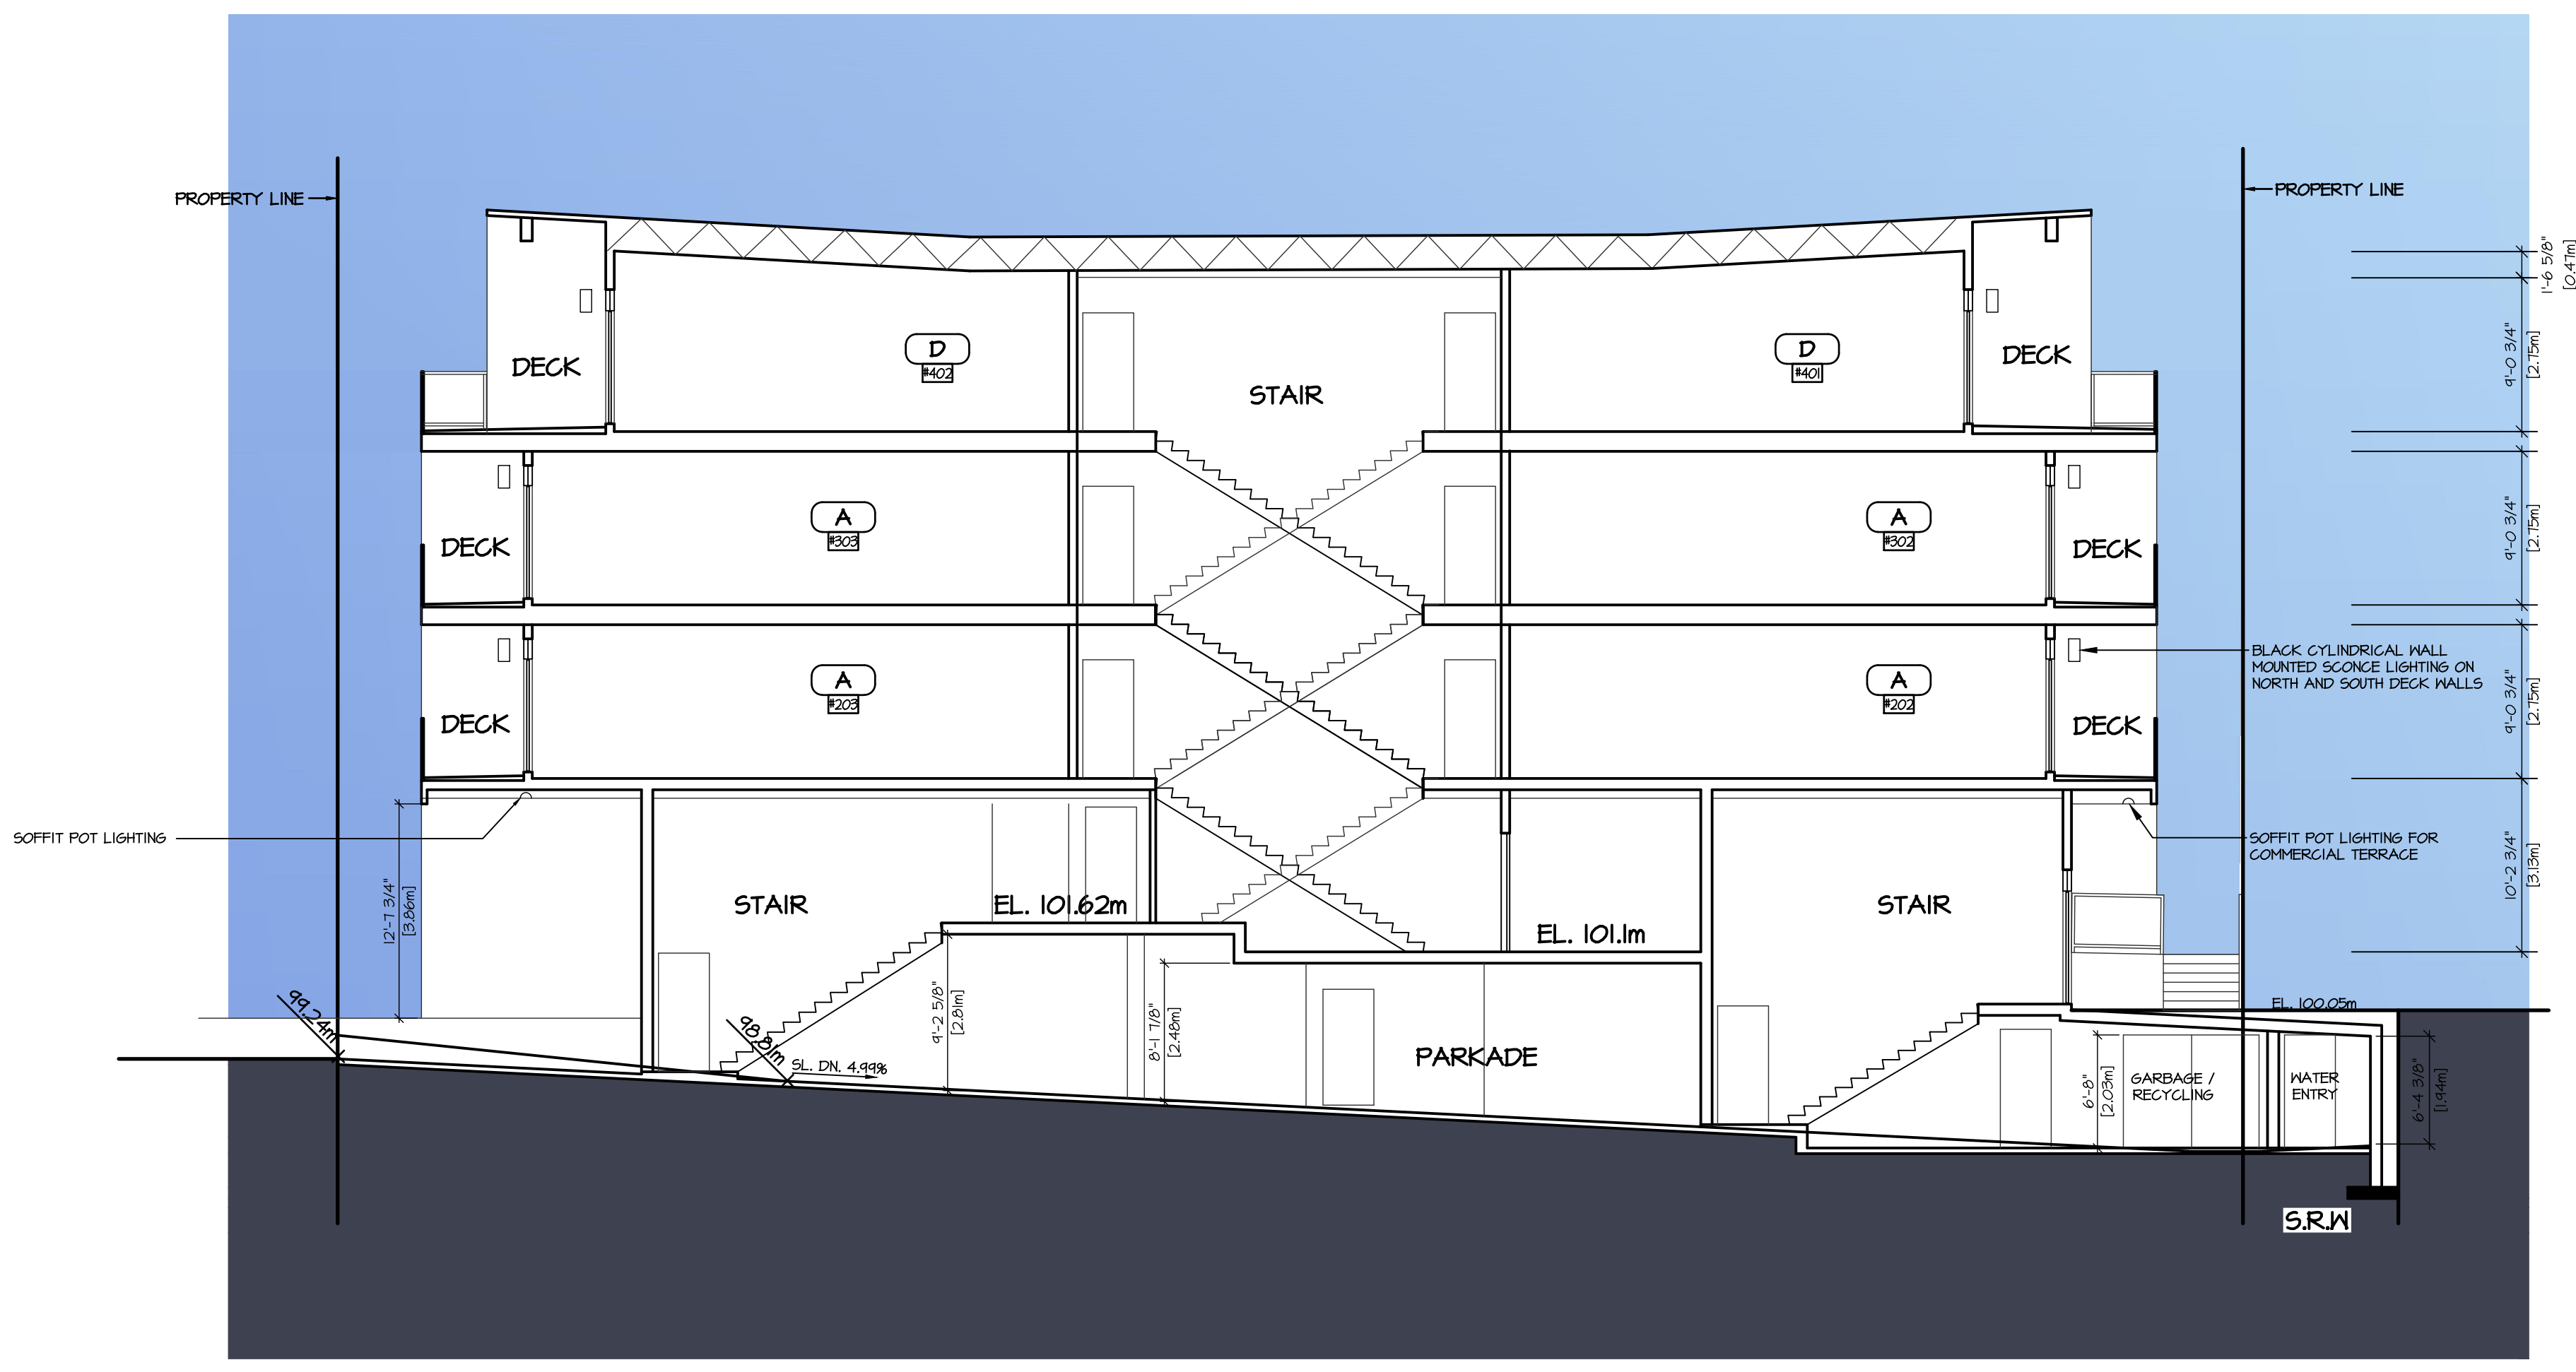 PROPERTY LINE
PROPERTY LINE
1'-6 5/8"
[0.47m]
DECK
D
#402
STAIR
D
#401
DECK
9'-0 3/4"
[2.75m]
DECK
A
#303
A
#302
DECK
9'-0 3/4"
[2.75m]
DECK
A
#203
A
#202
DECK
BLACK CYLINDRICAL WALL
MOUNTED SCONCE LIGHTING ON
NORTH AND SOUTH DECK WALLS
9'-0 3/4"
[2.75m]
SOFFIT POT LIGHTING
SOFFIT POT LIGHTING FOR
COMMERCIAL TERRACE
12'-7 3/4"
[3.86m]
STAIR
EL. 101.62m
EL. 101.1m
STAIR
10'-2 3/4"
[3.13m]
99.24m
98.81m
SL. DN. 4.99%
9'-2 5/8"
[2.81m]
8'-1 7/8"
[2.48m]
PARKADE
EL. 100.05m
6'-8"
[2.03m]
GARBAGE /
RECYCLING
WATER
ENTRY
6'-4 3/8"
[1.94m]
S.R.W